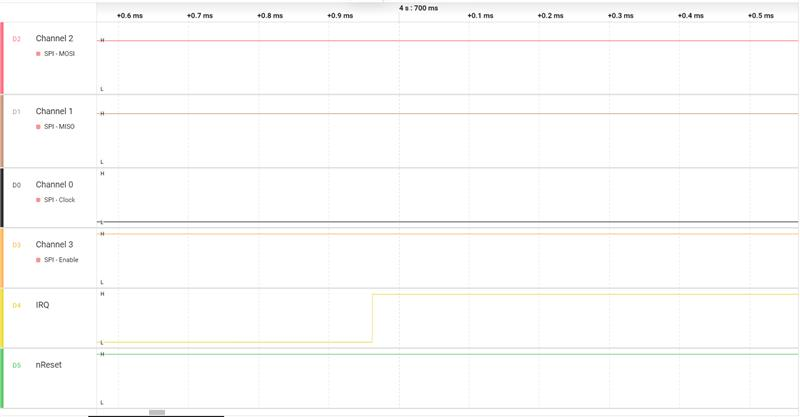 4 s : 700 ms
+0.6 ms +0.7 ms +0.8 ms +0.9 ms +0.1 ms +0.2 ms +0.3 ms +0.4 ms +0.5 ms
D2 Channel 2 H
SPI - MOSI
L
D1 Channel 1 H
SPI - MISO
L
H
D0 Channel 0
SPI - Clock
L
H
D3 Channel 3
SPI - Enable
L
H
D4 IRQ
L
H
D5 nReset
L